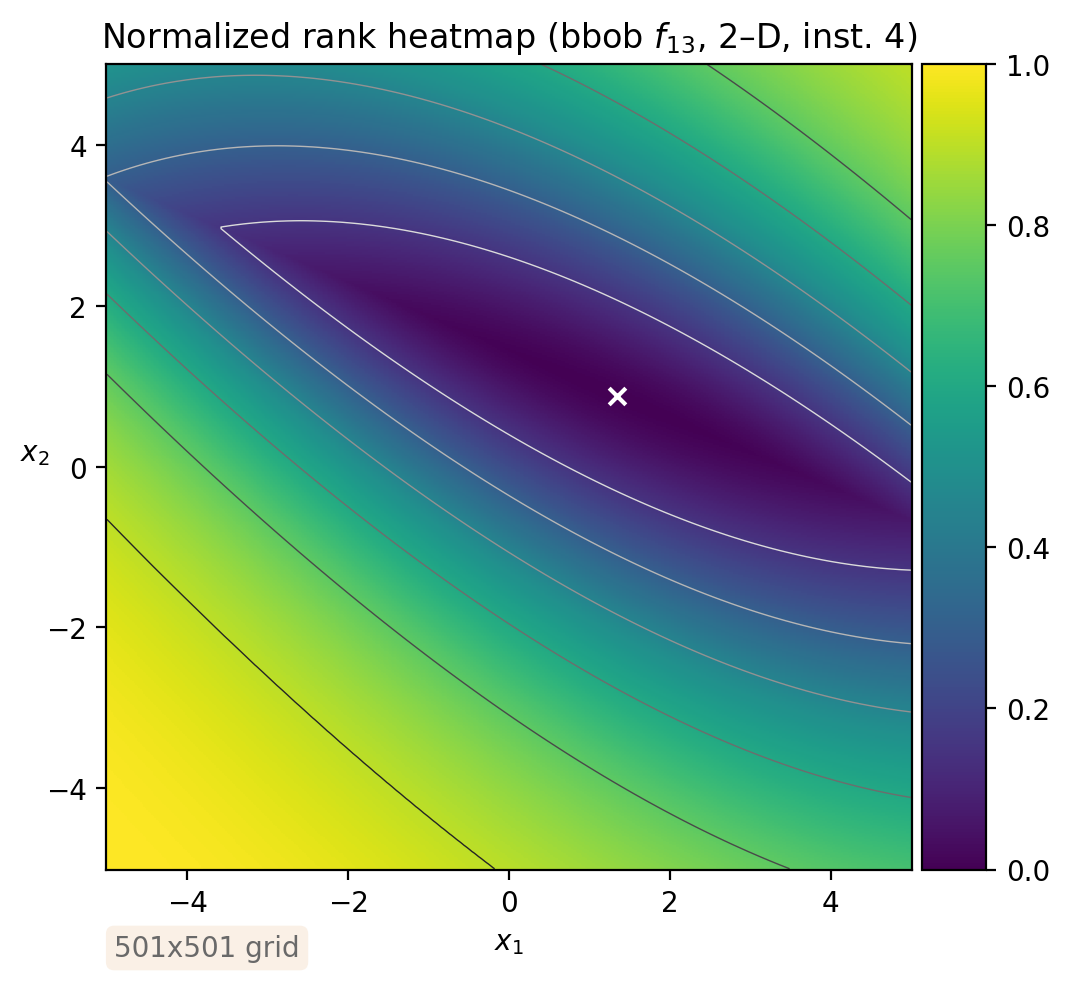 Normalized rank heatmap (bbob f₁₃, 2–D, inst. 4)
1.0
0.8
0.6
0.4
0.2
0.0
4
2
0
−2
−4
x₂
−4 −2 0 2 4
x₁
501x501 grid